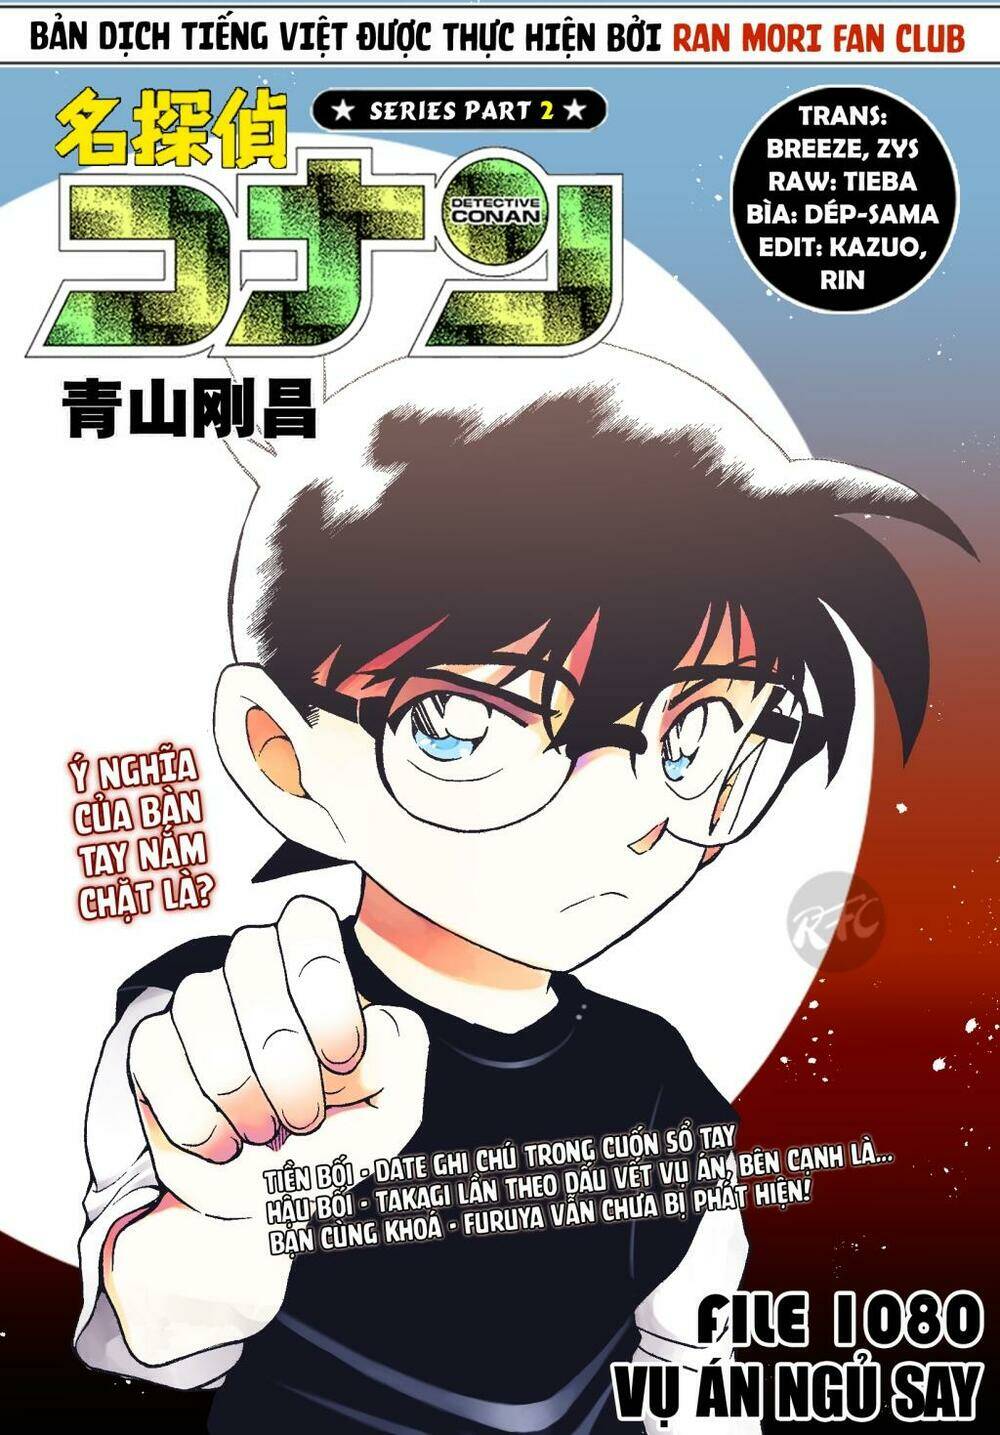 BẢN DỊCH TIẾNG VIỆT ĐƯỢC THỰC HIỆN BỞI RAN MORI FAN CLUB
★ SERIES PART 2 ★
名探偵
コナン
DETECTIVE
CONAN
青山剛昌
TRANS:
BREEZE, ZYS
RAW: TIEBA
BÌA: DÉP-SAMA
EDIT: KAZUO,
RIN
Ý NGHĨA
CỦA BÀN
TAY NẮM
CHẶT LÀ?
RFC
TIỀN BỐI - DATE GHI CHÚ TRONG CUỐN SỔ TAY
HẬU BỐI - TAKAGI LẦN THEO DẤU VẾT VỤ ÁN, BÊN CẠNH LÀ...
BẠN CÙNG KHOÁ - FURUYA VẪN CHƯA BỊ PHÁT HIỆN!
FILE 1080
VỤ ÁN NGỦ SAY